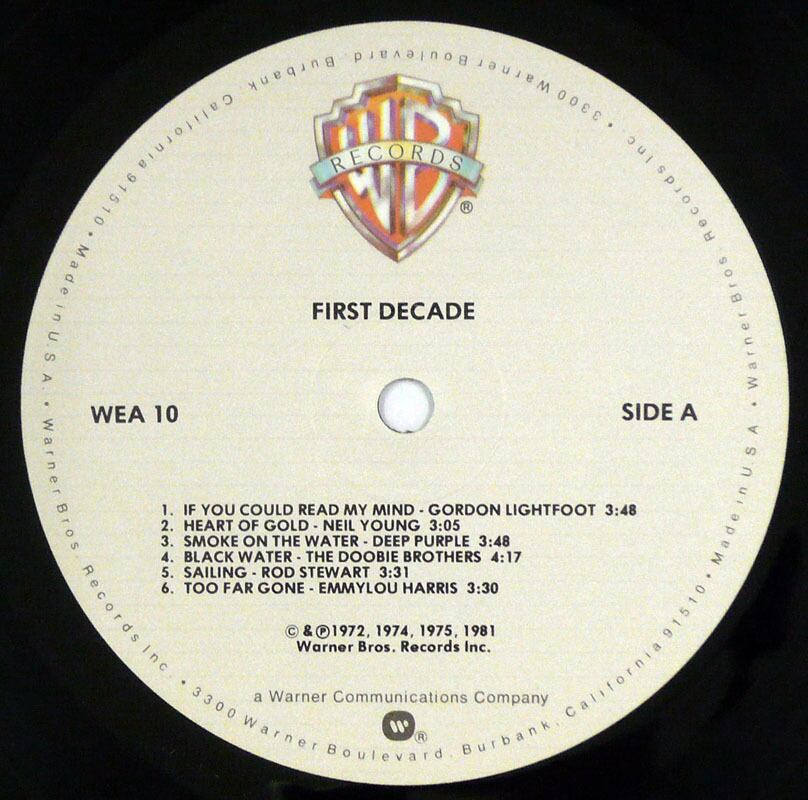 3300 Warner Boulevard, Burbank, California 91510 • Made in U.S.A. • Warner Bros. Records Inc. • 3300 Warner Boulevard, Burbank, California 91510 • Made in U.S.A. • Warner Bros. Records Inc. •
WB
RECORDS
®
FIRST DECADE
WEA 10
SIDE A
1. IF YOU COULD READ MY MIND - GORDON LIGHTFOOT 3:48
2. HEART OF GOLD - NEIL YOUNG 3:05
3. SMOKE ON THE WATER - DEEP PURPLE 3:48
4. BLACK WATER - THE DOOBIE BROTHERS 4:17
5. SAILING - ROD STEWART 3:31
6. TOO FAR GONE - EMMYLOU HARRIS 3:30
© & ℗ 1972, 1974, 1975, 1981
Warner Bros. Records Inc.
a Warner Communications Company
®